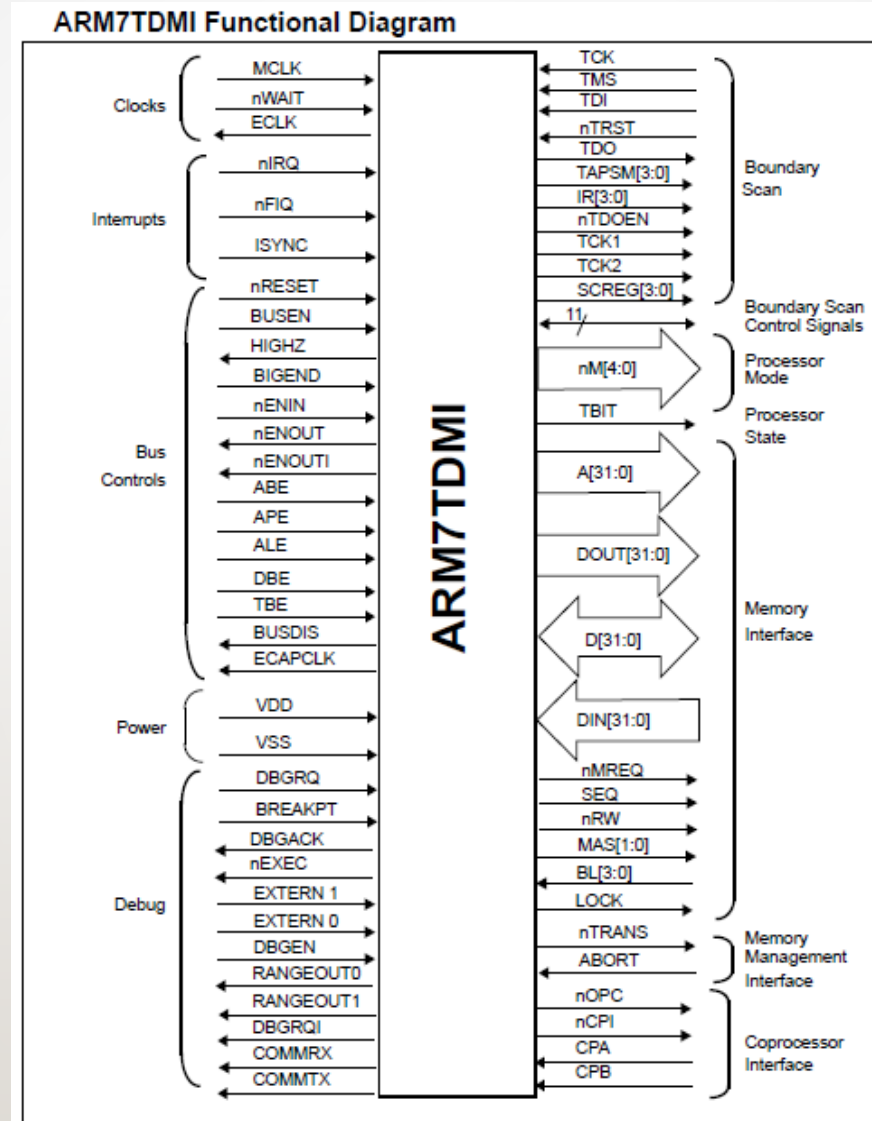 ARM7TDMI Functional Diagram
Clocks
MCLK
nWAIT
ECLK
Interrupts
nIRQ
nFIQ
ISYNC
Bus
Controls
nRESET
BUSEN
HIGHZ
BIGEND
nENIN
nENOUT
nENOUTI
ABE
APE
ALE
DBE
TBE
BUSDIS
ECAPCLK
Power
VDD
VSS
Debug
DBGRQ
BREAKPT
DBGACK
nEXEC
EXTERN 1
EXTERN 0
DBGEN
RANGEOUT0
RANGEOUT1
DBGRQI
COMMRX
COMMTX
ARM7TDMI
TCK
TMS
TDI
nTRST
TDO
TAPSM[3:0]
IR[3:0]
nTDOEN
TCK1
TCK2
SCREG[3:0]
Boundary
Scan
11
Boundary Scan
Control Signals
nM[4:0]
Processor
Mode
TBIT
Processor
State
A[31:0]
DOUT[31:0]
D[31:0]
DIN[31:0]
nMREQ
SEQ
nRW
MAS[1:0]
BL[3:0]
LOCK
Memory
Interface
nTRANS
ABORT
Memory
Management
Interface
nOPC
nCPI
CPA
CPB
Coprocessor
Interface